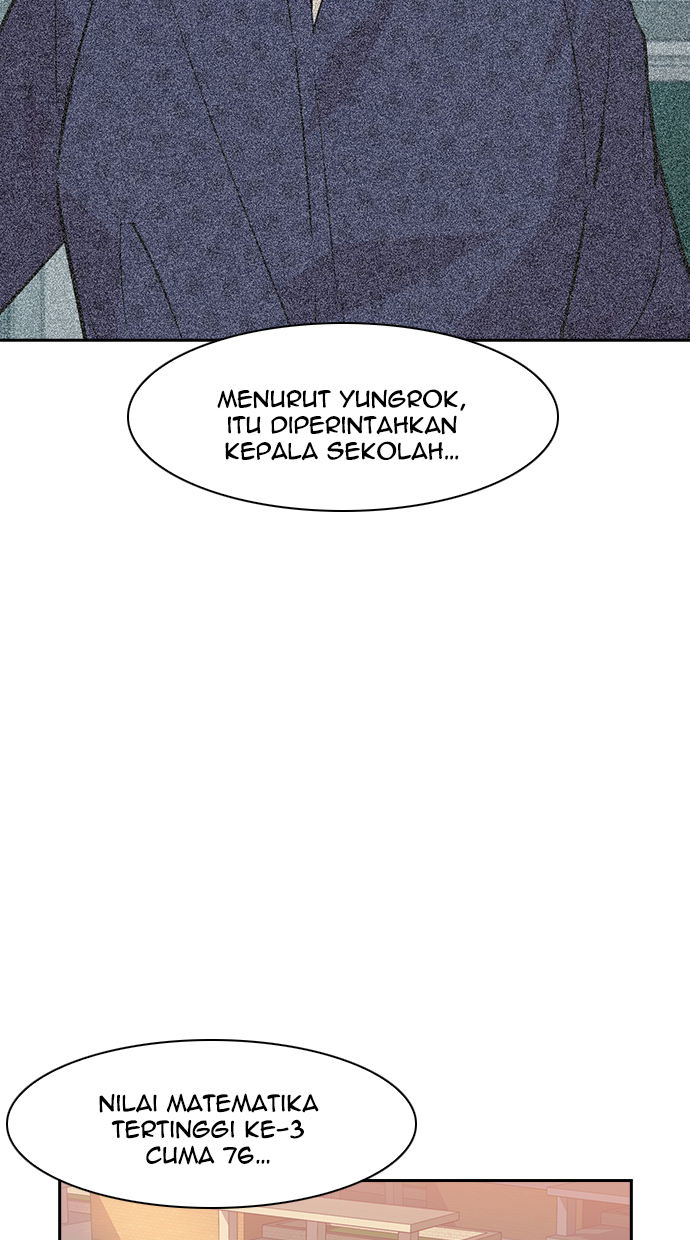 MENURUT YUNGROK,
ITU DIPERINTAHKAN
KEPALA SEKOLAH...
NILAI MATEMATIKA
TERTINGGI KE-3
CUMA 76...